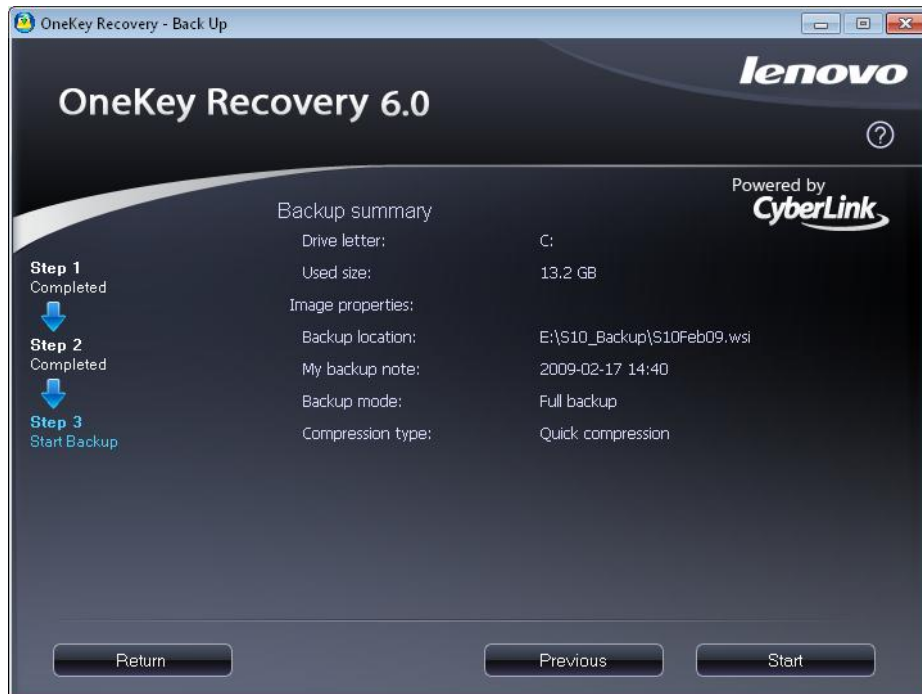 OneKey Recovery - Back Up
lenovo
OneKey Recovery 6.0
?
Powered by
CyberLink
Backup summary
Drive letter: C:
Used size: 13.2 GB
Image properties:
Backup location: E:\S10_Backup\S10Feb09.wsi
My backup note: 2009-02-17 14:40
Backup mode: Full backup
Compression type: Quick compression
Step 1
Completed
Step 2
Completed
Step 3
Start Backup
Return Previous Start